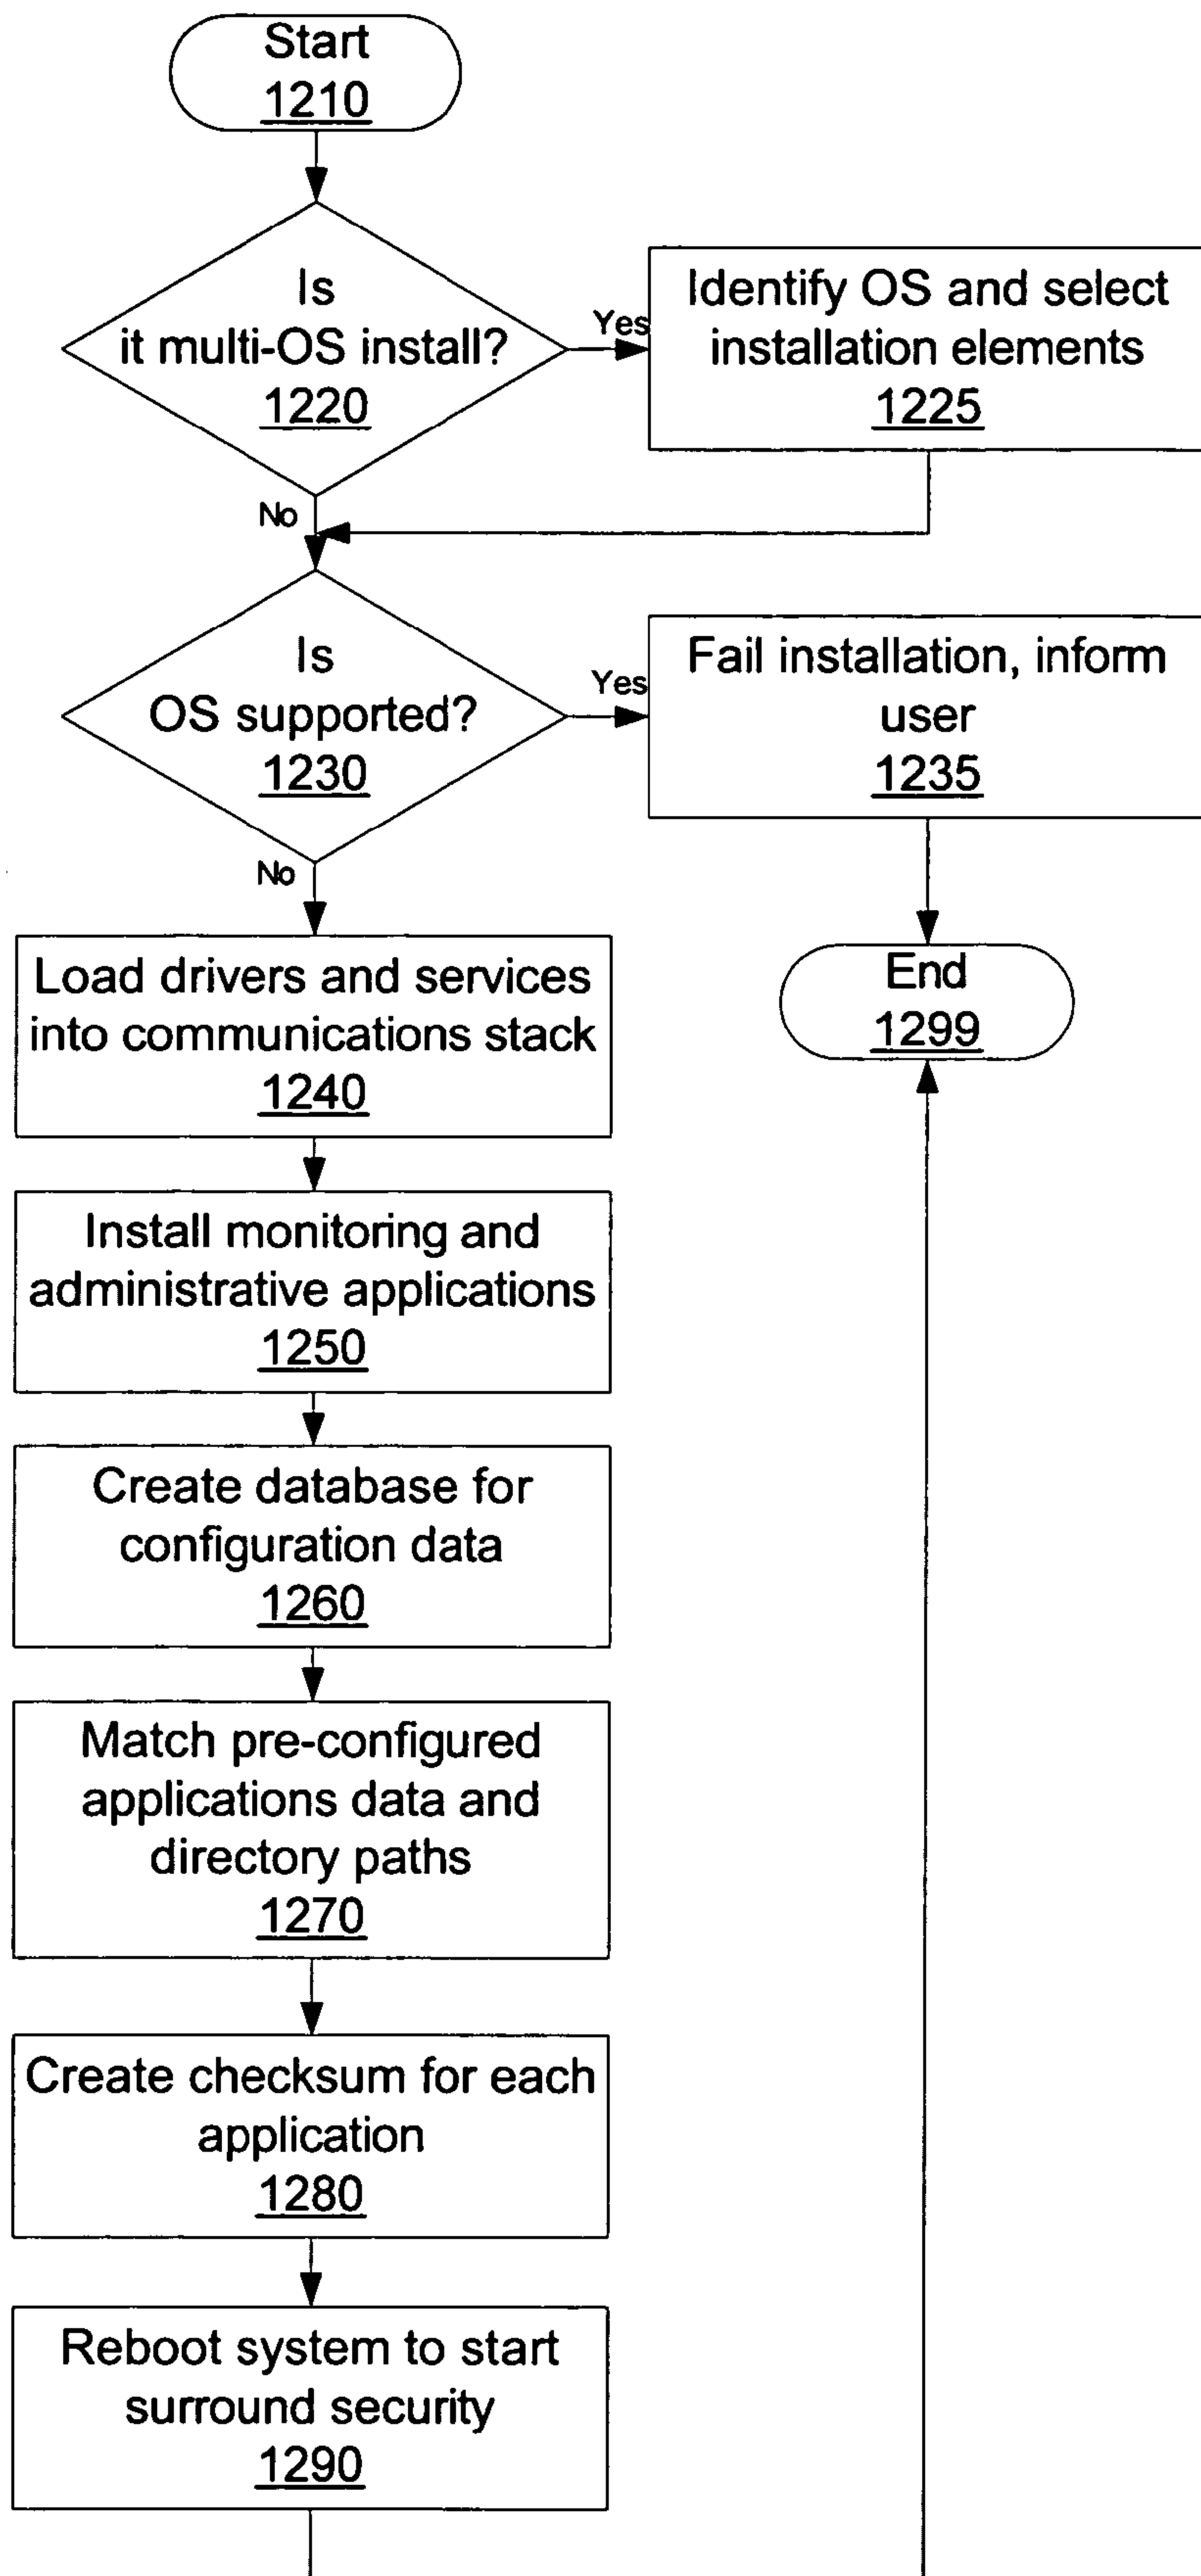 Start
1210
Is
it multi-OS install?
1220
Yes
Identify OS and select
installation elements
1225
No
Is
OS supported?
1230
Yes
Fail installation, inform
user
1235
No
Load drivers and services
into communications stack
1240
End
1299
Install monitoring and
administrative applications
1250
Create database for
configuration data
1260
Match pre-configured
applications data and
directory paths
1270
Create checksum for each
application
1280
Reboot system to start
surround security
1290